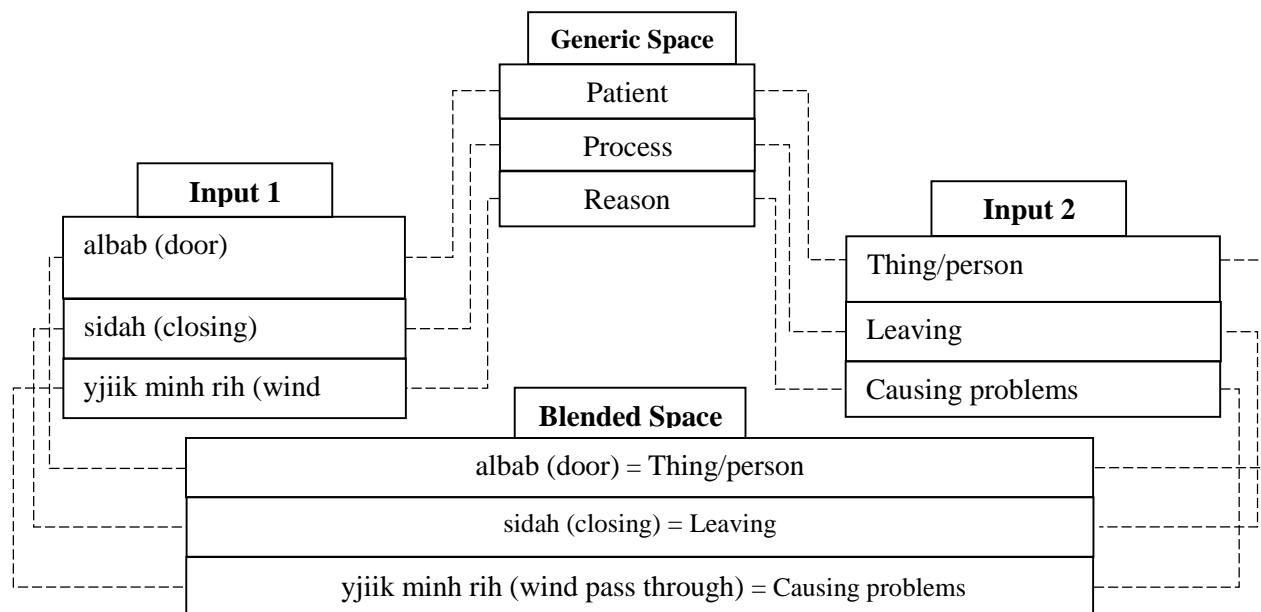 Generic Space
Patient
Process
Reason
Input 1
albab (door)
sidah (closing)
yjiik minh rih (wind
Input 2
Thing/person
Leaving
Causing problems
Blended Space
albab (door) = Thing/person
sidah (closing) = Leaving
yjiik minh rih (wind pass through) = Causing problems